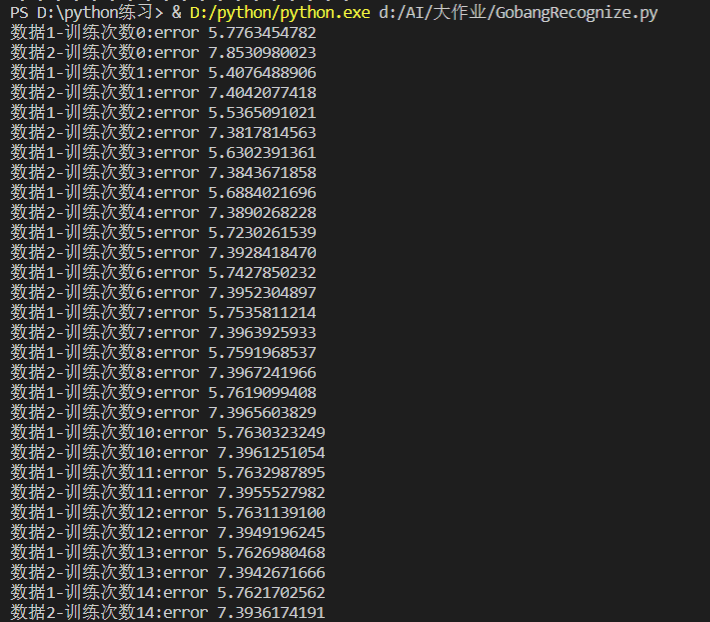 PS D:\python练习> & D:/python/python.exe d:/AI/大作业/GobangRecognize.py
数据1-训练次数0:error 5.7763454782
数据2-训练次数0:error 7.8530980023
数据1-训练次数1:error 5.4076488906
数据2-训练次数1:error 7.4042077418
数据1-训练次数2:error 5.5365091021
数据2-训练次数2:error 7.3817814563
数据1-训练次数3:error 5.6302391361
数据2-训练次数3:error 7.3843671858
数据1-训练次数4:error 5.6884021696
数据2-训练次数4:error 7.3890268228
数据1-训练次数5:error 5.7230261539
数据2-训练次数5:error 7.3928418470
数据1-训练次数6:error 5.7427850232
数据2-训练次数6:error 7.3952304897
数据1-训练次数7:error 5.7535811214
数据2-训练次数7:error 7.3963925933
数据1-训练次数8:error 5.7591968537
数据2-训练次数8:error 7.3967241966
数据1-训练次数9:error 5.7619099408
数据2-训练次数9:error 7.3965603829
数据1-训练次数10:error 5.7630323249
数据2-训练次数10:error 7.3961251054
数据1-训练次数11:error 5.7632987895
数据2-训练次数11:error 7.3955527982
数据1-训练次数12:error 5.7631139100
数据2-训练次数12:error 7.3949196245
数据1-训练次数13:error 5.7626980468
数据2-训练次数13:error 7.3942671666
数据1-训练次数14:error 5.7621702562
数据2-训练次数14:error 7.3936174191